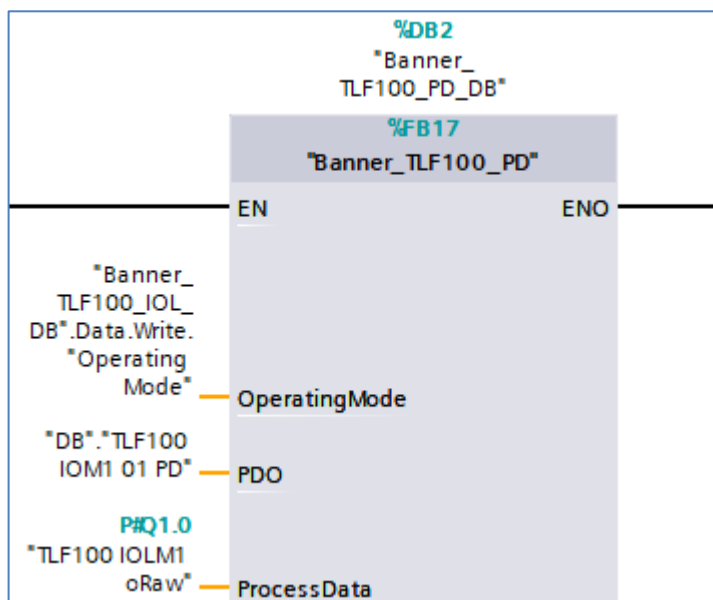 %DB2
"Banner_
TLF100_PD_DB"
%FB17
"Banner_TLF100_PD"
EN
ENO
"Banner_
TLF100_IOL_
DB".Data.Write.
"Operating
Mode"
OperatingMode
"DB"."TLF100
IOM1 01 PD"
PDO
P#Q1.0
"TLF100 IOLM1
oRaw"
ProcessData